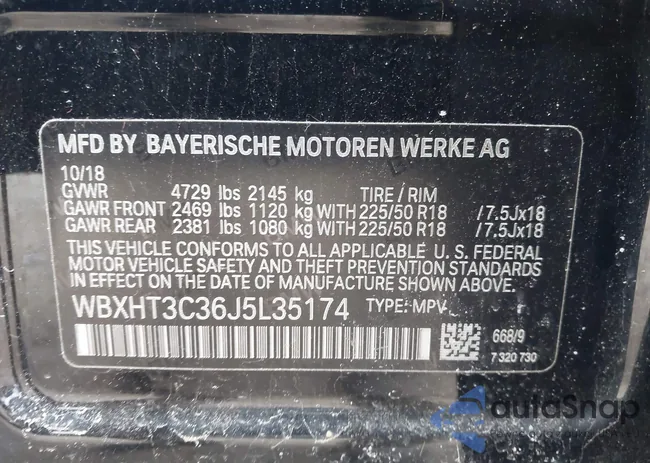 MFD BY BAYERISCHE MOTOREN WERKE AG
10/18
GVWR 4729 lbs 2145 kg TIRE / RIM
GAWR FRONT 2469 lbs 1120 kg WITH 225/50 R18 /7.5Jx18
GAWR REAR 2381 lbs 1080 kg WITH 225/50 R18 /7.5Jx18
THIS VEHICLE CONFORMS TO ALL APPLICABLE U. S. FEDERAL
MOTOR VEHICLE SAFETY AND THEFT PREVENTION STANDARDS
IN EFFECT ON THE DATE OF MANUFACTURE SHOWN ABOVE.
WBXHT3C36J5L35174 TYPE: MPV
668/9
7 320 730
autoSnap